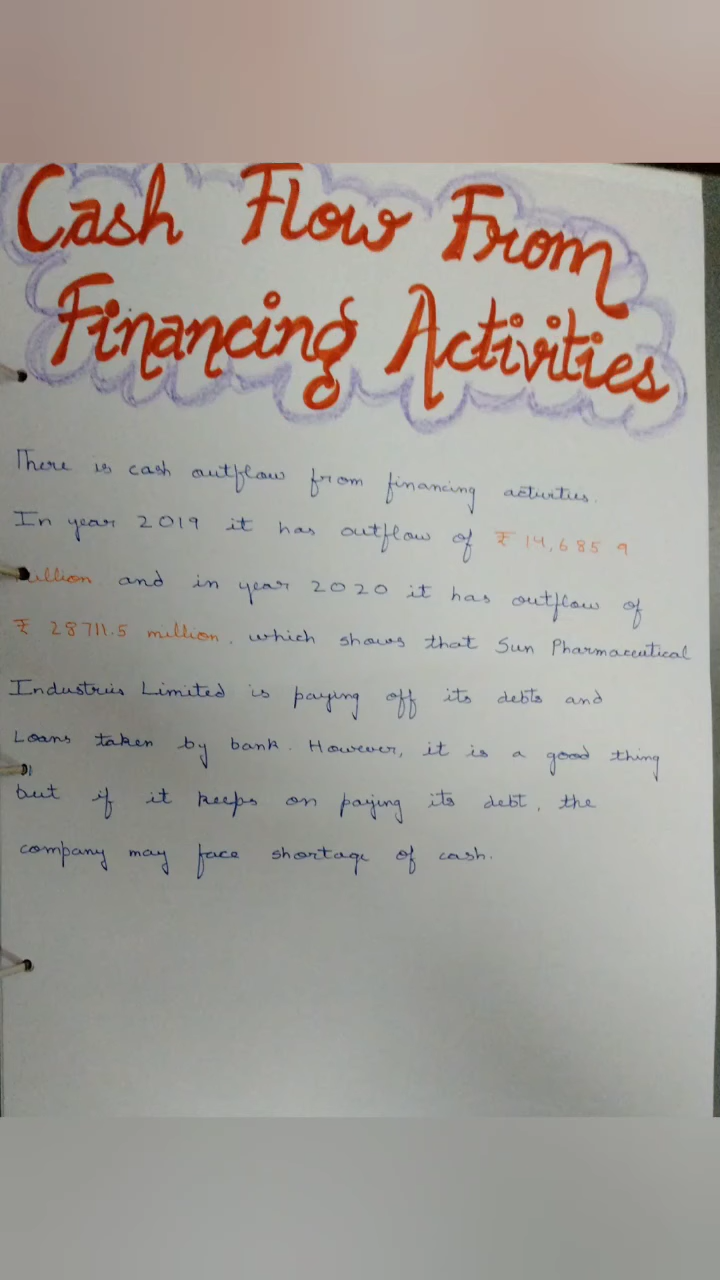 Cash Flow From
Financing Activities
There is cash outflow from financing activities.
In year 2019 it has outflow of ₹ 14,685 9
million and in year 2020 it has outflow of
₹ 28711.5 million. which shows that Sun Pharmaceutical
Industries Limited is paying off its debts and
Loans taken by bank. However, it is a good thing
but if it keeps on paying its debt, the
company may face shortage of cash.